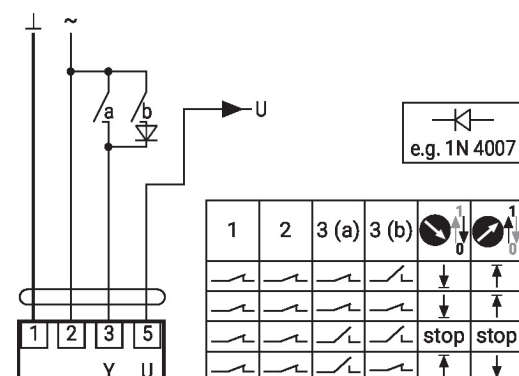 ⊥ ~
a b
U
e.g. 1N 4007
1 2 3 (a) 3 (b) 1 0 1 0
stop stop
1 2 3 5
Y U